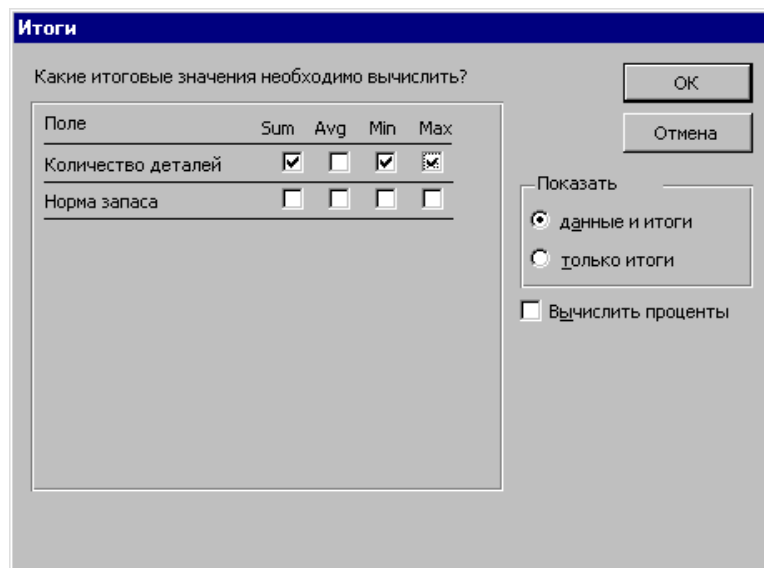 Итоги
Какие итоговые значения необходимо вычислить?
Поле Sum Avg Min Max
Количество деталей
Норма запаса
OK
Отмена
Показать
данные и итоги
только итоги
Вычислить проценты